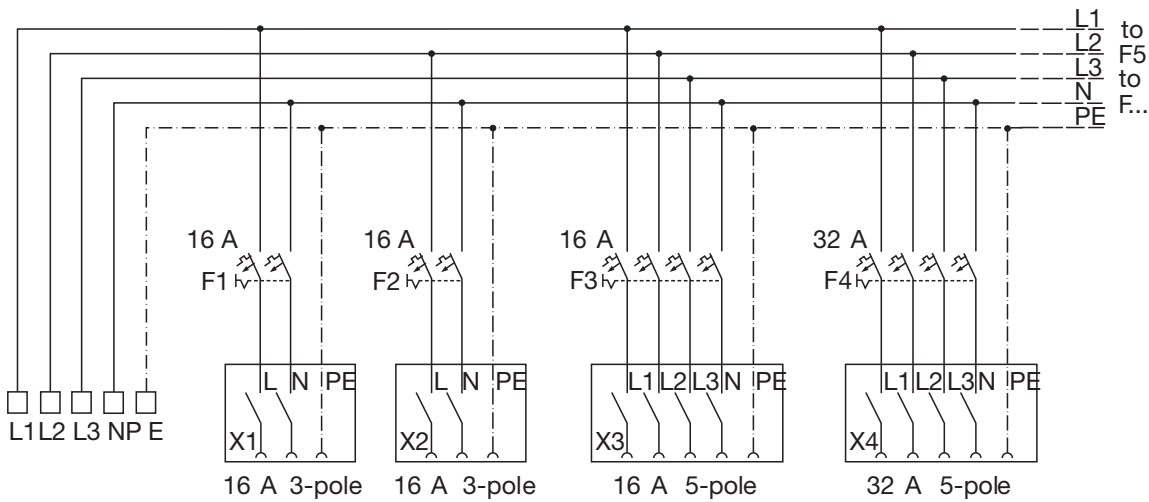 L1 to
L2 F5
L3 to
N F...
PE
16 A 16 A 16 A 32 A
F1 F2 F3 F4
L N PE L N PE L1 L2 L3 N PE L1 L2 L3 N PE
X1 X2 X3 X4
L1 L2 L3 NP E
16 A 3-pole 16 A 3-pole 16 A 5-pole 32 A 5-pole